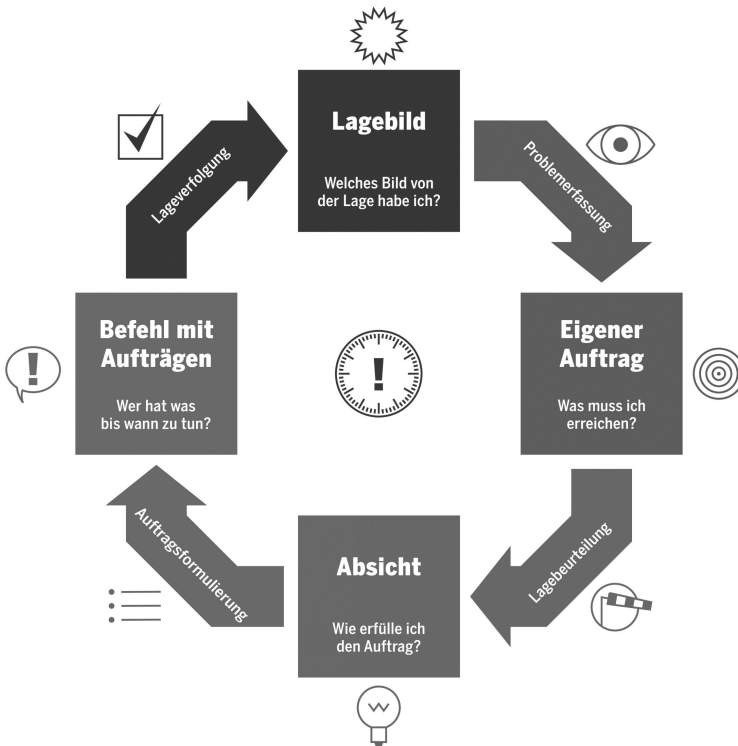 Lagebild
Welches Bild von
der Lage habe ich?
Problemerfassung
Eigener
Auftrag
Was muss ich
erreichen?
Lagebeurteilung
Absicht
Wie erfülle ich
den Auftrag?
Auftragsformulierung
Befehl mit
Aufträgen
Wer hat was
bis wann zu tun?
Lageverfolgung
!
!